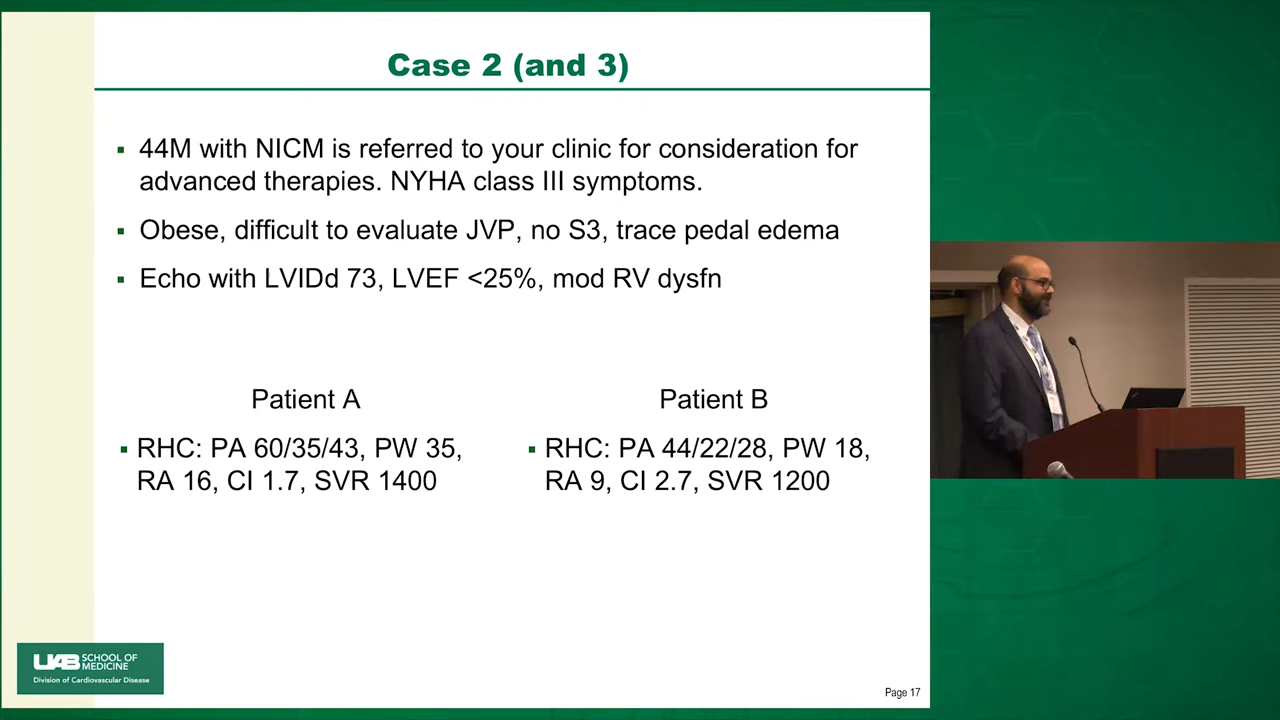 Case 2 (and 3)
▪ 44M with NICM is referred to your clinic for consideration for
advanced therapies. NYHA class III symptoms.
▪ Obese, difficult to evaluate JVP, no S3, trace pedal edema
▪ Echo with LVIDd 73, LVEF <25%, mod RV dysfn
Patient A
▪ RHC: PA 60/35/43, PW 35,
RA 16, CI 1.7, SVR 1400
Patient B
▪ RHC: PA 44/22/28, PW 18,
RA 9, CI 2.7, SVR 1200
UAB SCHOOL OF
MEDICINE
Division of Cardiovascular Disease
Page 17